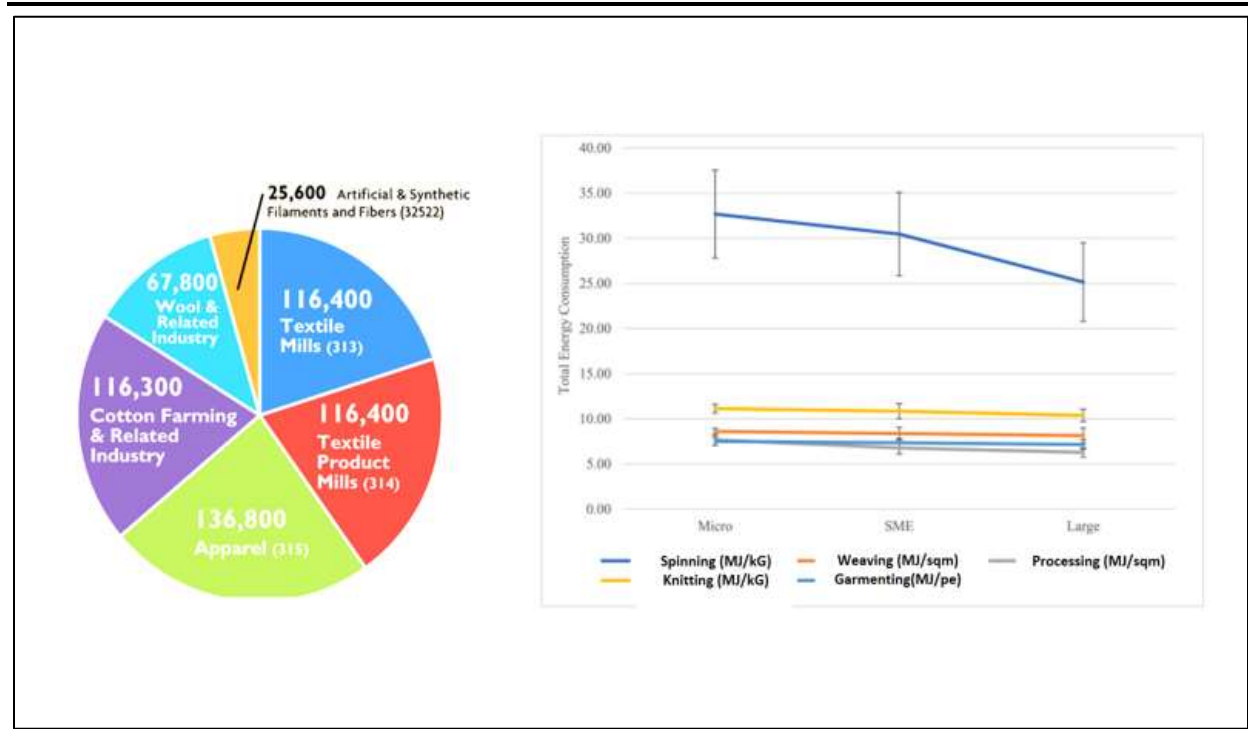 25,600 Artificial & Synthetic
Filaments and Fibers (32522)
67,800
Wool &
Related
Industry
116,400
Textile
Mills (313)
116,300
Cotton Farming
& Related
Industry
116,400
Textile
Product
Mills (314)
136,800
Apparel (315)
Total Energy Consumption
40.00
35.00
30.00
25.00
20.00
15.00
10.00
5.00
0.00
Micro SME Large
Spinning (MJ/kG) Weaving (MJ/sqm) Processing (MJ/sqm)
Knitting (MJ/kG) Garmenting(MJ/pe)